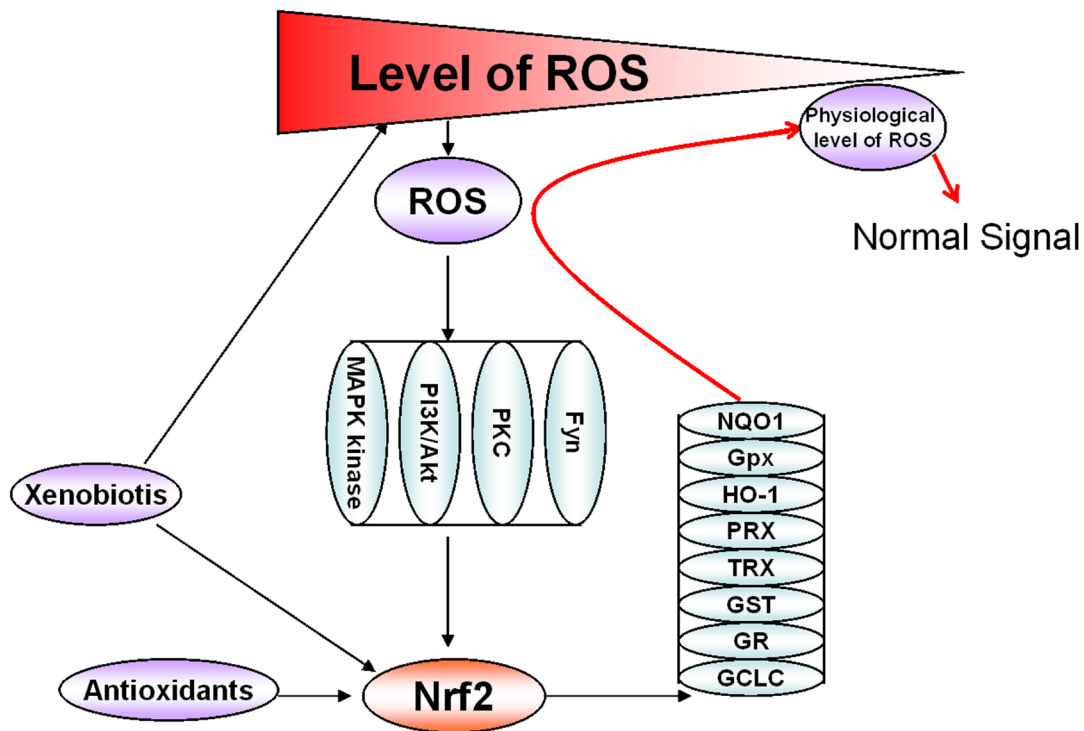 Level of ROS
Physiological
level of ROS
ROS
Normal Signal
MAPK kinase
PI3K/Akt
PKC
Fyn
NQO1
Gpx
HO-1
PRX
TRX
GST
GR
GCLC
Xenobiotis
Antioxidants
Nrf2